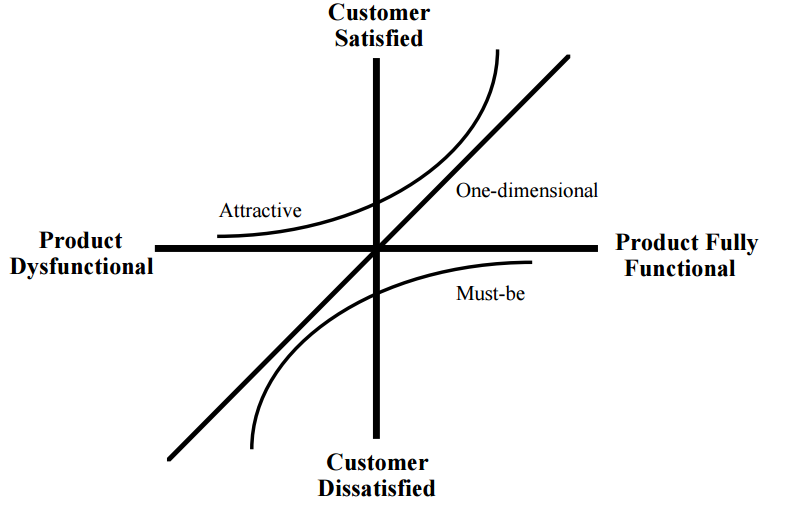 Customer
Satisfied
One-dimensional
Attractive
Product
Dysfunctional
Product Fully
Functional
Must-be
Customer
Dissatisfied